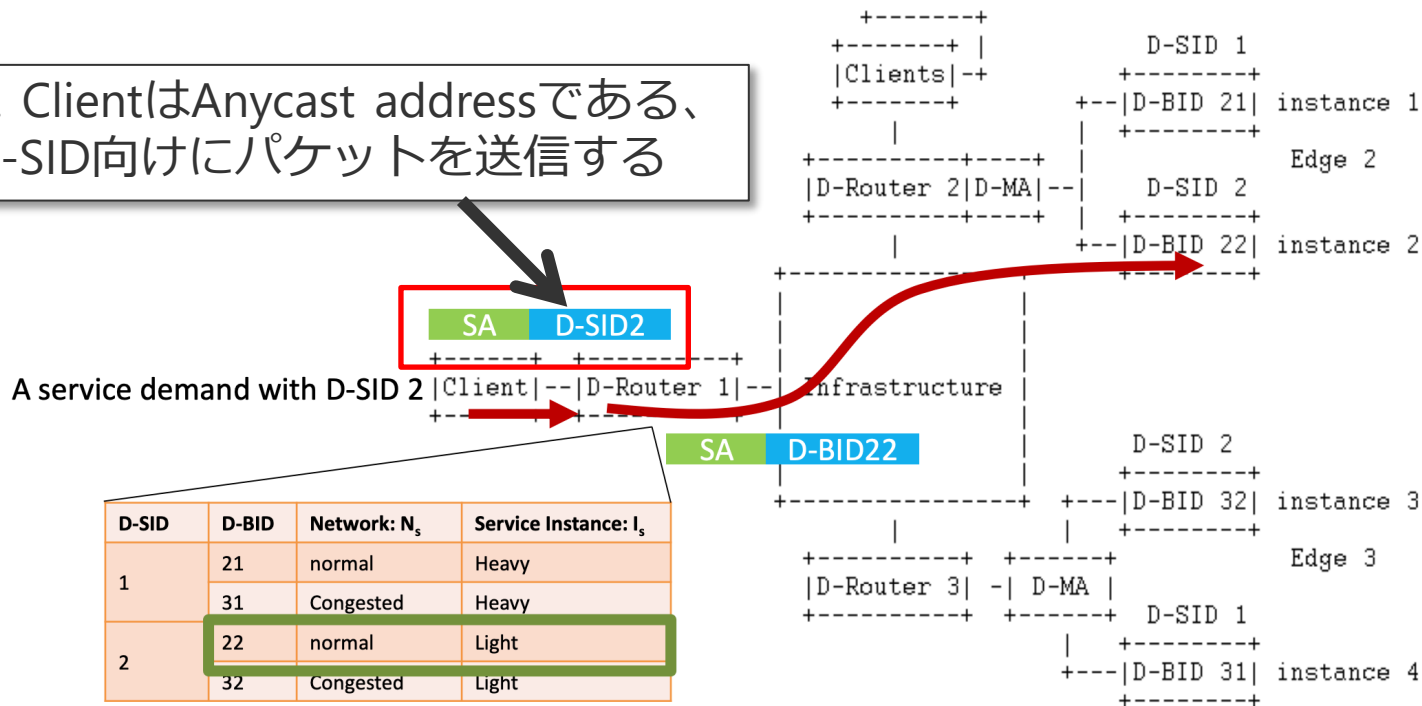 ClientはAnycast addressである、
-SID向けにパケットを送信する
Clients
D-SID 1
D-BID 21 instance 1
Edge 2
D-Router 2 D-MA
D-SID 2
D-BID 22 instance 2
SA D-SID2
A service demand with D-SID 2 Client D-Router 1 Infrastructure
SA D-BID22
D-SID D-BID Network: Ns Service Instance: Is
1 21 normal Heavy
31 Congested Heavy
2 22 normal Light
32 Congested Light
D-SID 2
D-BID 32 instance 3
Edge 3
D-Router 3 D-MA
D-SID 1
D-BID 31 instance 4